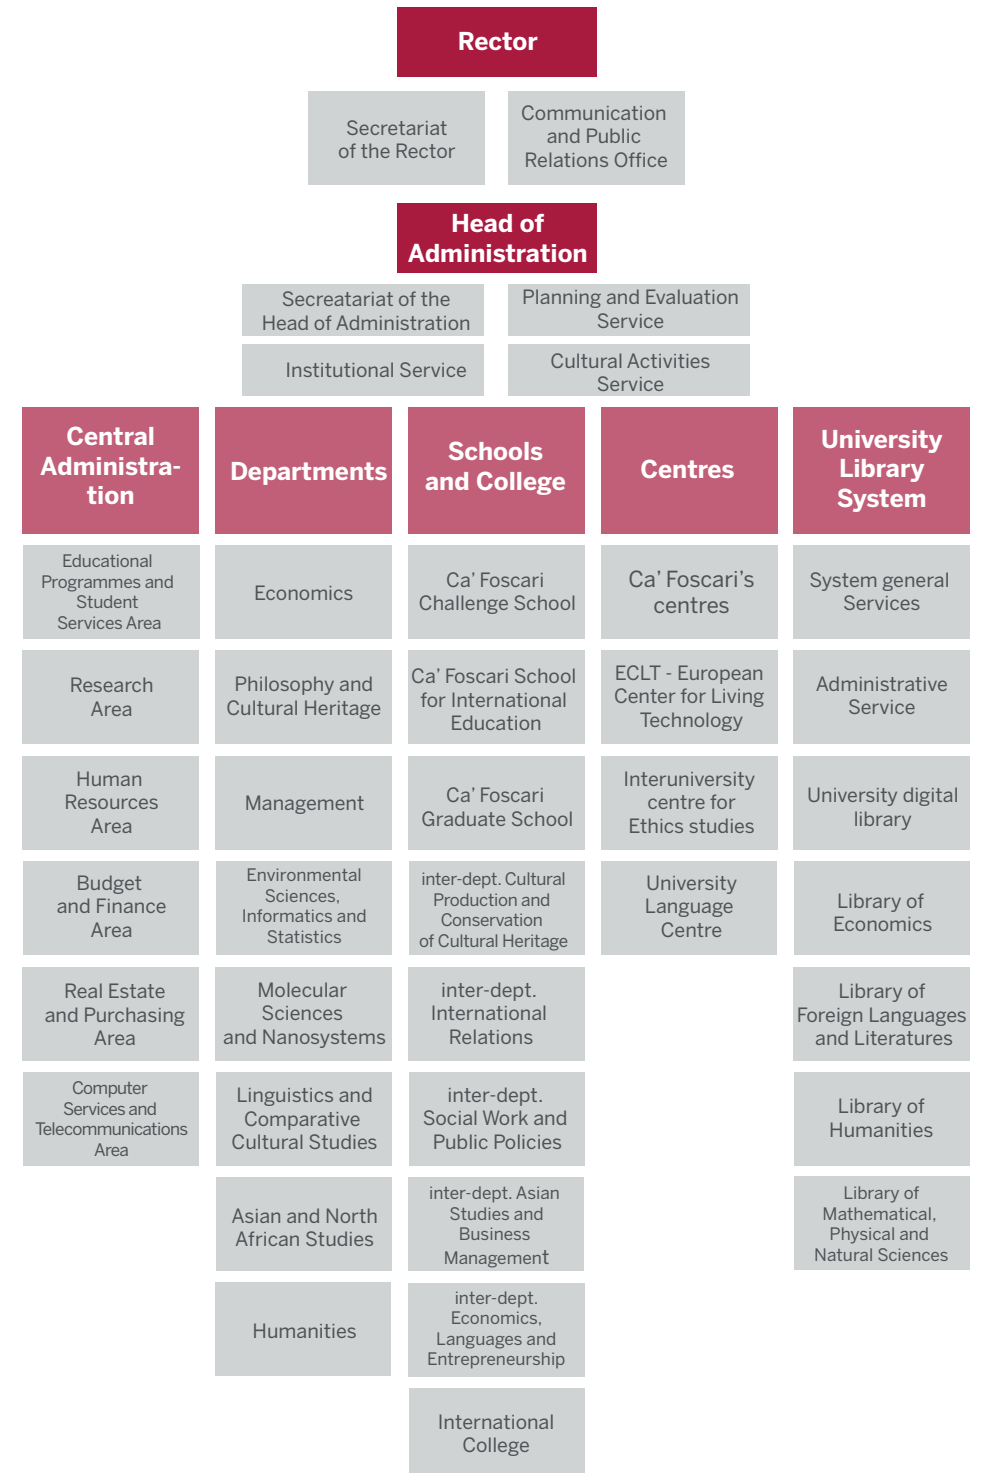 Rector
Secretariat
of the Rector
Communication
and Public
Relations Office
Head of
Administration
Secreatariat of the
Head of Administration
Planning and Evaluation
Service
Institutional Service
Cultural Activities
Service
Central
Administra-
tion
Educational
Programmes and
Student
Services Area
Research
Area
Human
Resources
Area
Budget
and Finance
Area
Real Estate
and Purchasing
Area
Computer
Services and
Telecommunications
Area
Departments
Economics
Philosophy and
Cultural Heritage
Management
Environmental
Sciences,
Informatics and
Statistics
Molecular
Sciences
and Nanosystems
Linguistics and
Comparative
Cultural Studies
Asian and North
African Studies
Humanities
Schools
and College
Ca’ Foscari
Challenge School
Ca’ Foscari School
for International
Education
Ca’ Foscari
Graduate School
inter-dept. Cultural
Production and
Conservation
of Cultural Heritage
inter-dept.
International
Relations
inter-dept.
Social Work and
Public Policies
inter-dept. Asian
Studies and
Business
Management
inter-dept.
Economics,
Languages and
Entrepreneurship
International
College
Centres
Ca’ Foscari’s
centres
ECLT - European
Center for Living
Technology
Interuniversity
centre for
Ethics studies
University
Language
Centre
University
Library
System
System general
Services
Administrative
Service
University digital
library
Library of
Economics
Library of
Foreign Languages
and Literatures
Library of
Humanities
Library of
Mathematical,
Physical and
Natural Sciences